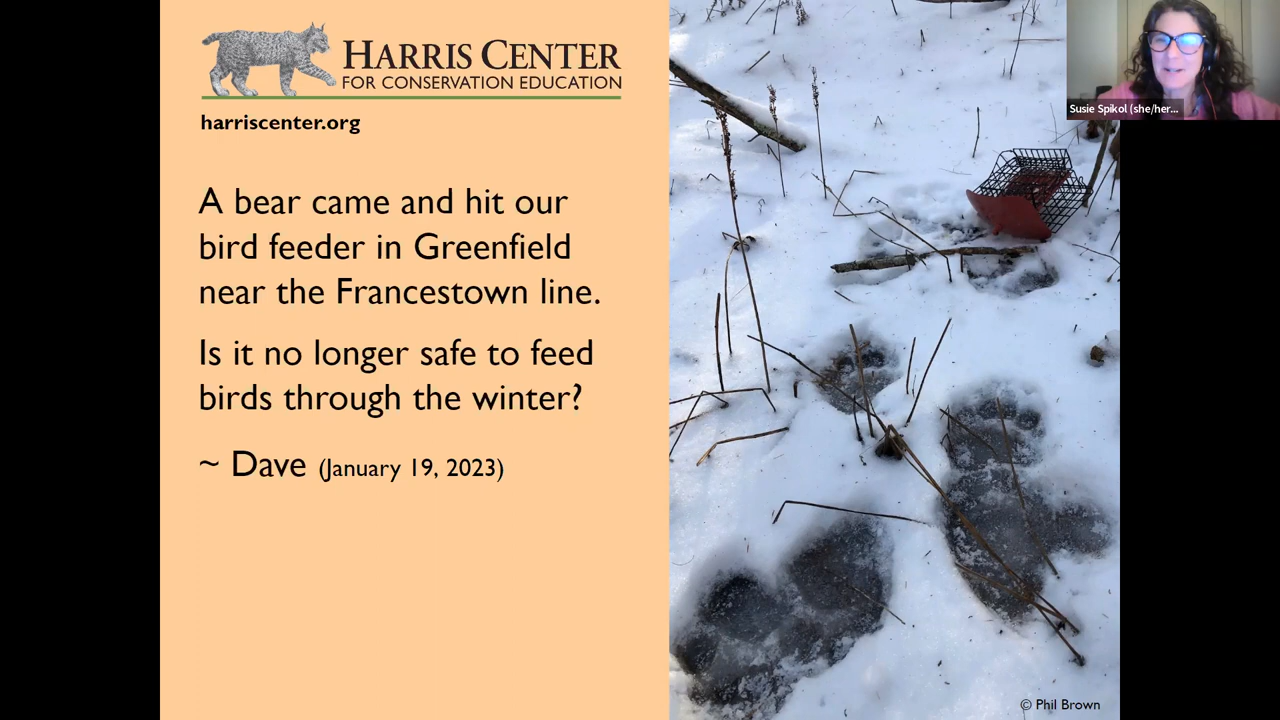 HARRIS CENTER
FOR CONSERVATION EDUCATION
harriscenter.org
A bear came and hit our
bird feeder in Greenfield
near the Francestown line.
Is it no longer safe to feed
birds through the winter?
~ Dave (January 19, 2023)
Susie Spikol (she/her...
© Phil Brown